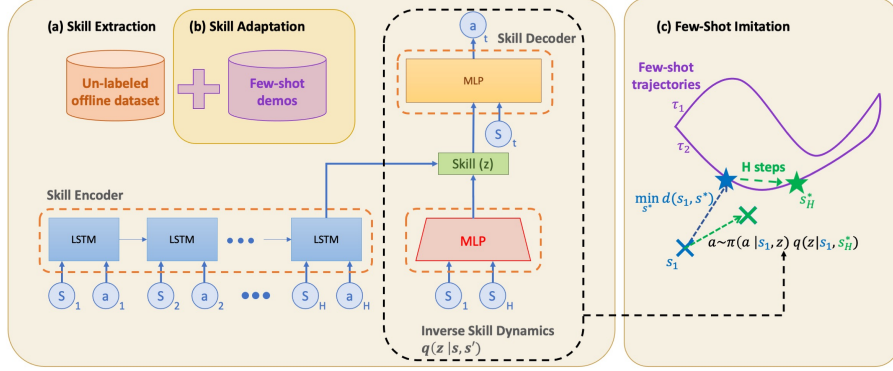 (a) Skill Extraction
(b) Skill Adaptation
Un-labeled
offline dataset
Few-shot
demos
a t
Skill Decoder
MLP
S t
Skill (z)
Skill Encoder
LSTM
LSTM
LSTM
MLP
S 1
a 1
S 2
a 2
S H
a H
S 1
S H
Inverse Skill Dynamics
q(z |s, s′)
(c) Few-Shot Imitation
Few-shot
trajectories
τ1
τ2
H steps
min d(s1, s*)
s*
s*H
s1
a~π(a |s1, z) q(z|s1, s*H)